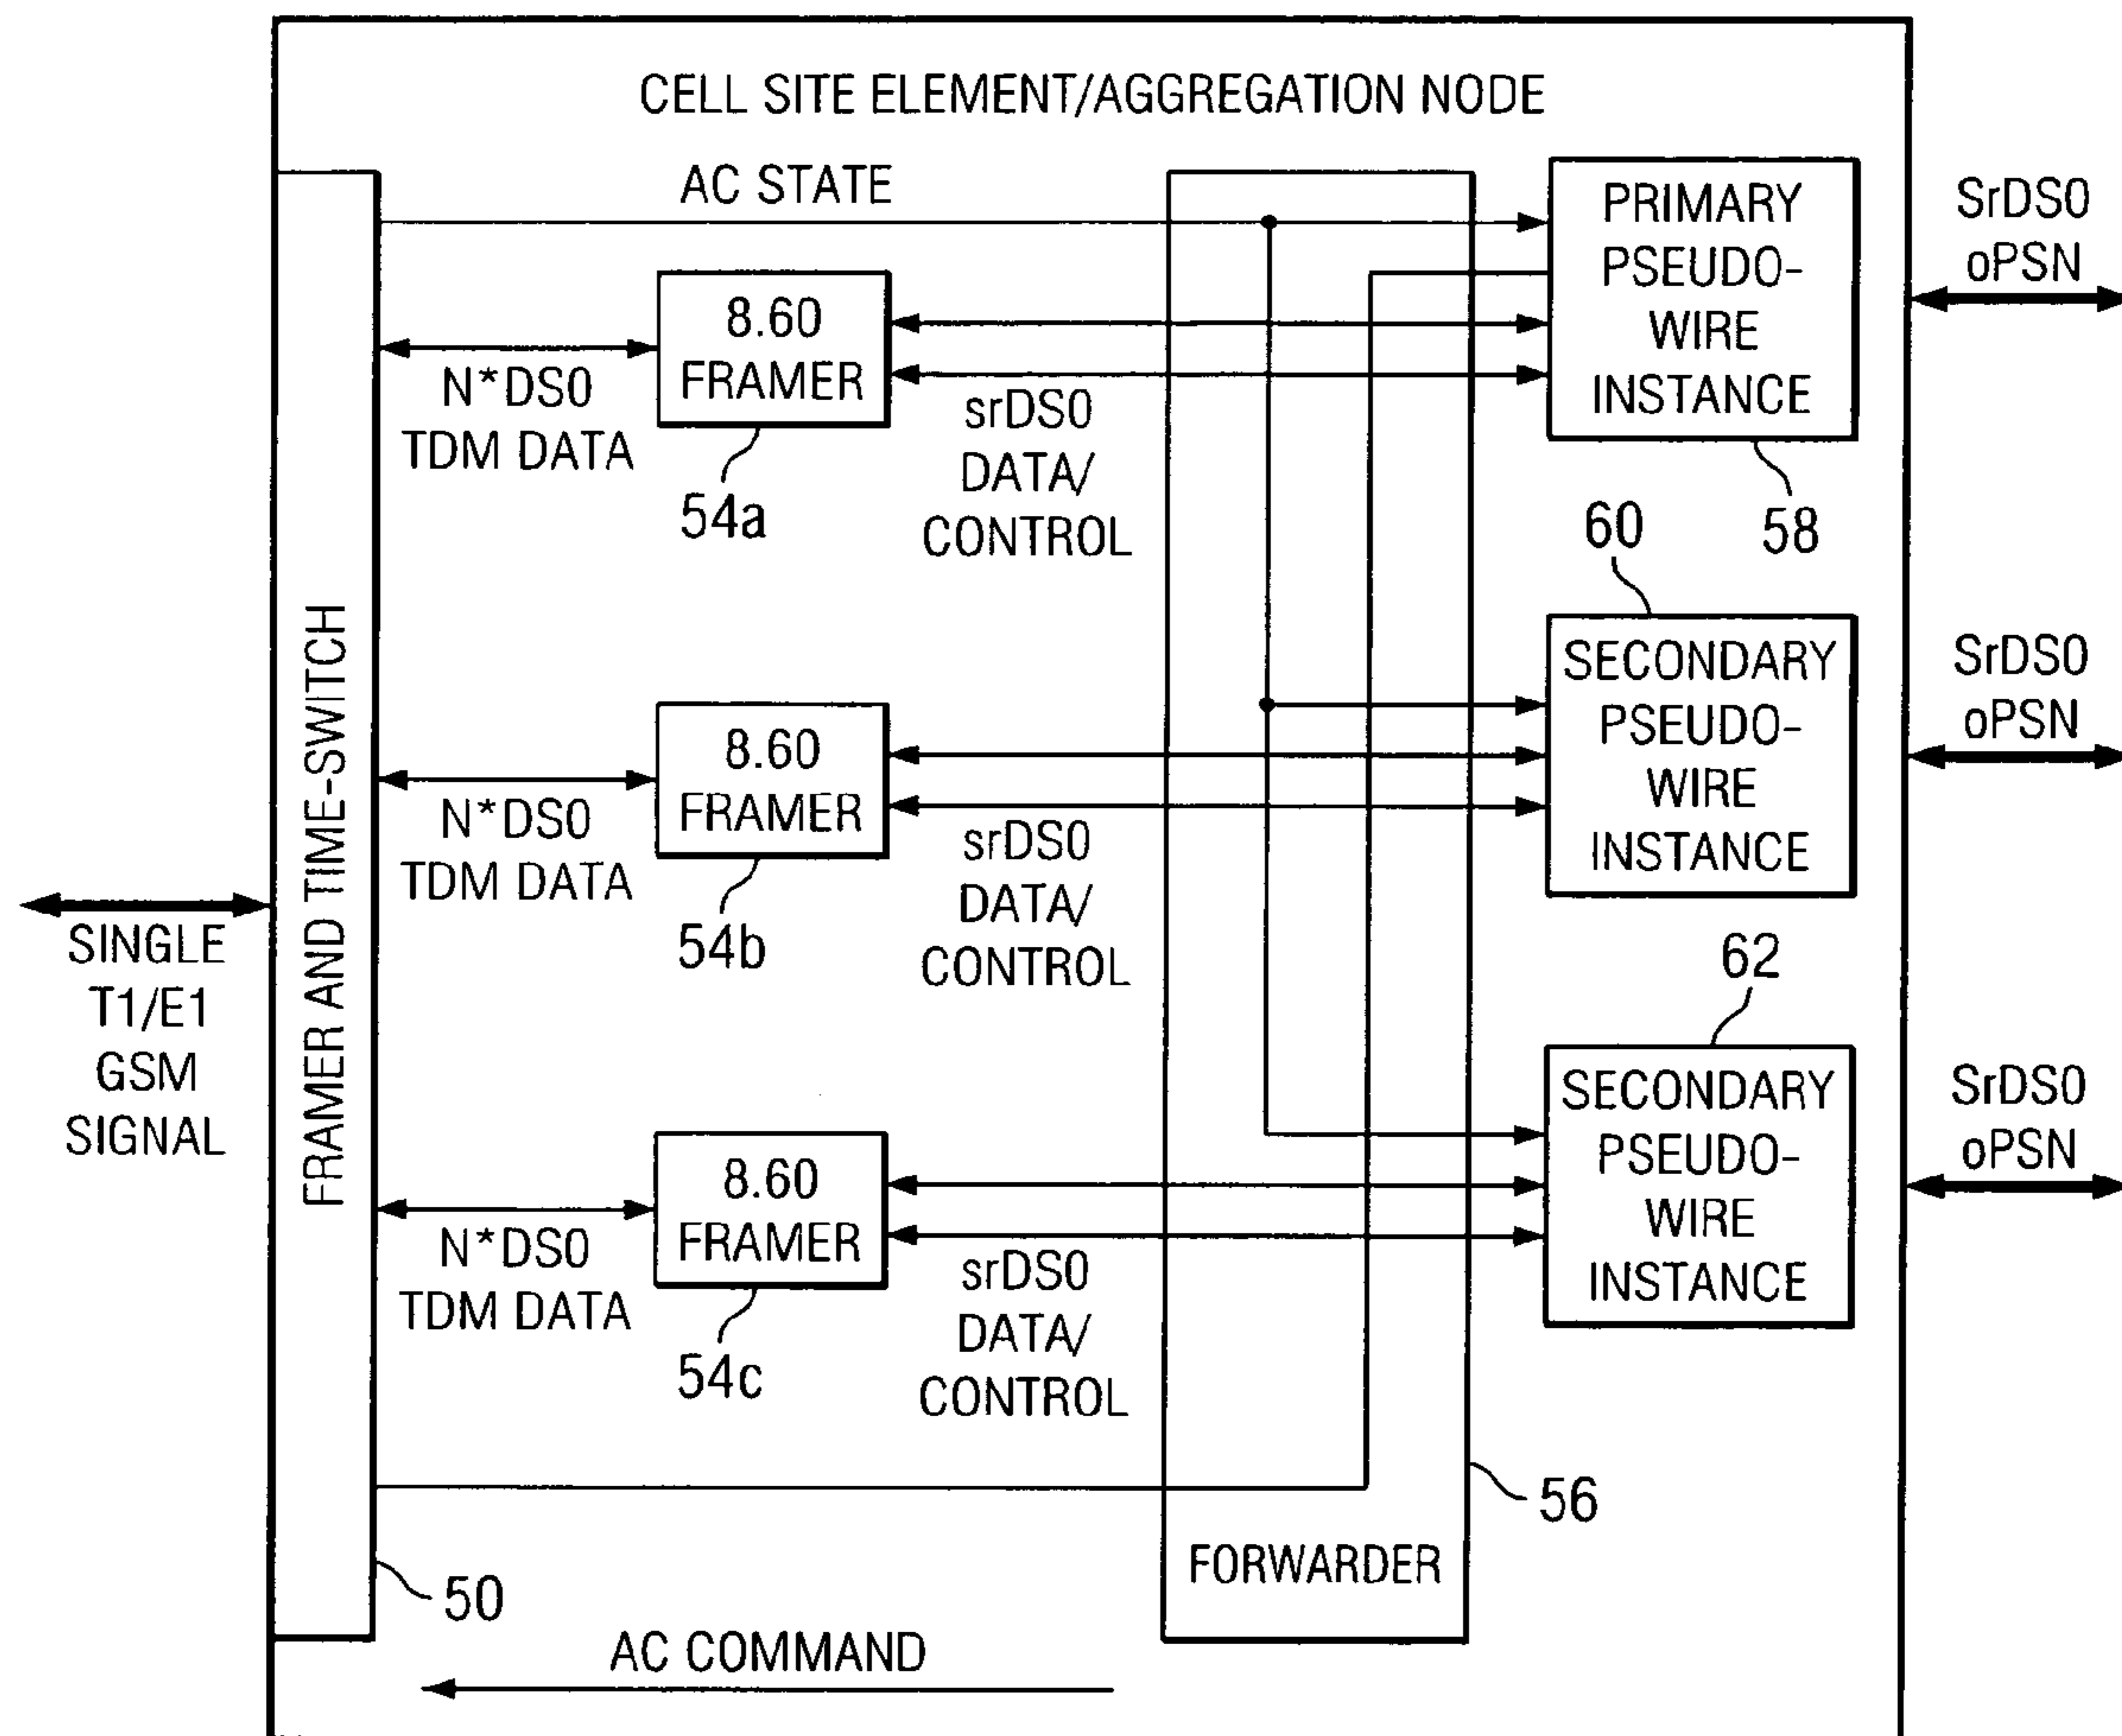 CELL SITE ELEMENT/AGGREGATION NODE
AC STATE
PRIMARY
PSEUDO-
WIRE
INSTANCE
SrDS0
oPSN
8.60
FRAMER
N*DS0
TDM DATA
54a
srDS0
DATA/
CONTROL
58
60
SECONDARY
PSEUDO-
WIRE
INSTANCE
SrDS0
oPSN
FRAMER AND TIME-SWITCH
8.60
FRAMER
N*DS0
TDM DATA
54b
srDS0
DATA/
CONTROL
SINGLE
T1/E1
GSM
SIGNAL
62
SECONDARY
PSEUDO-
WIRE
INSTANCE
SrDS0
oPSN
8.60
FRAMER
N*DS0
TDM DATA
54c
srDS0
DATA/
CONTROL
56
FORWARDER
50
AC COMMAND